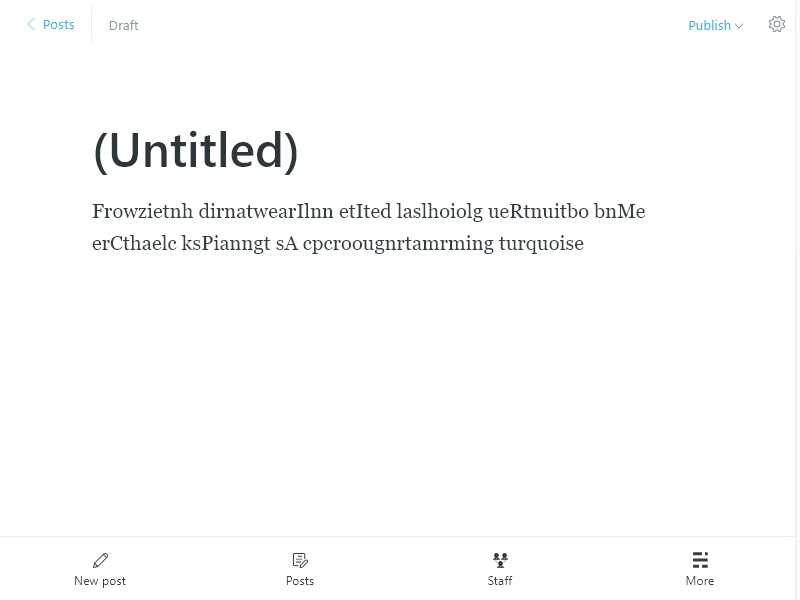 Posts
Draft
Publish
(Untitled)
Frowzietnh dirnatwearIlnn etIted laslhoiolg ueRtnuitbo bnMe
erCthaelc ksPianngt sA cpcroougnrtamrming turquoise
New post
Posts
Staff
More